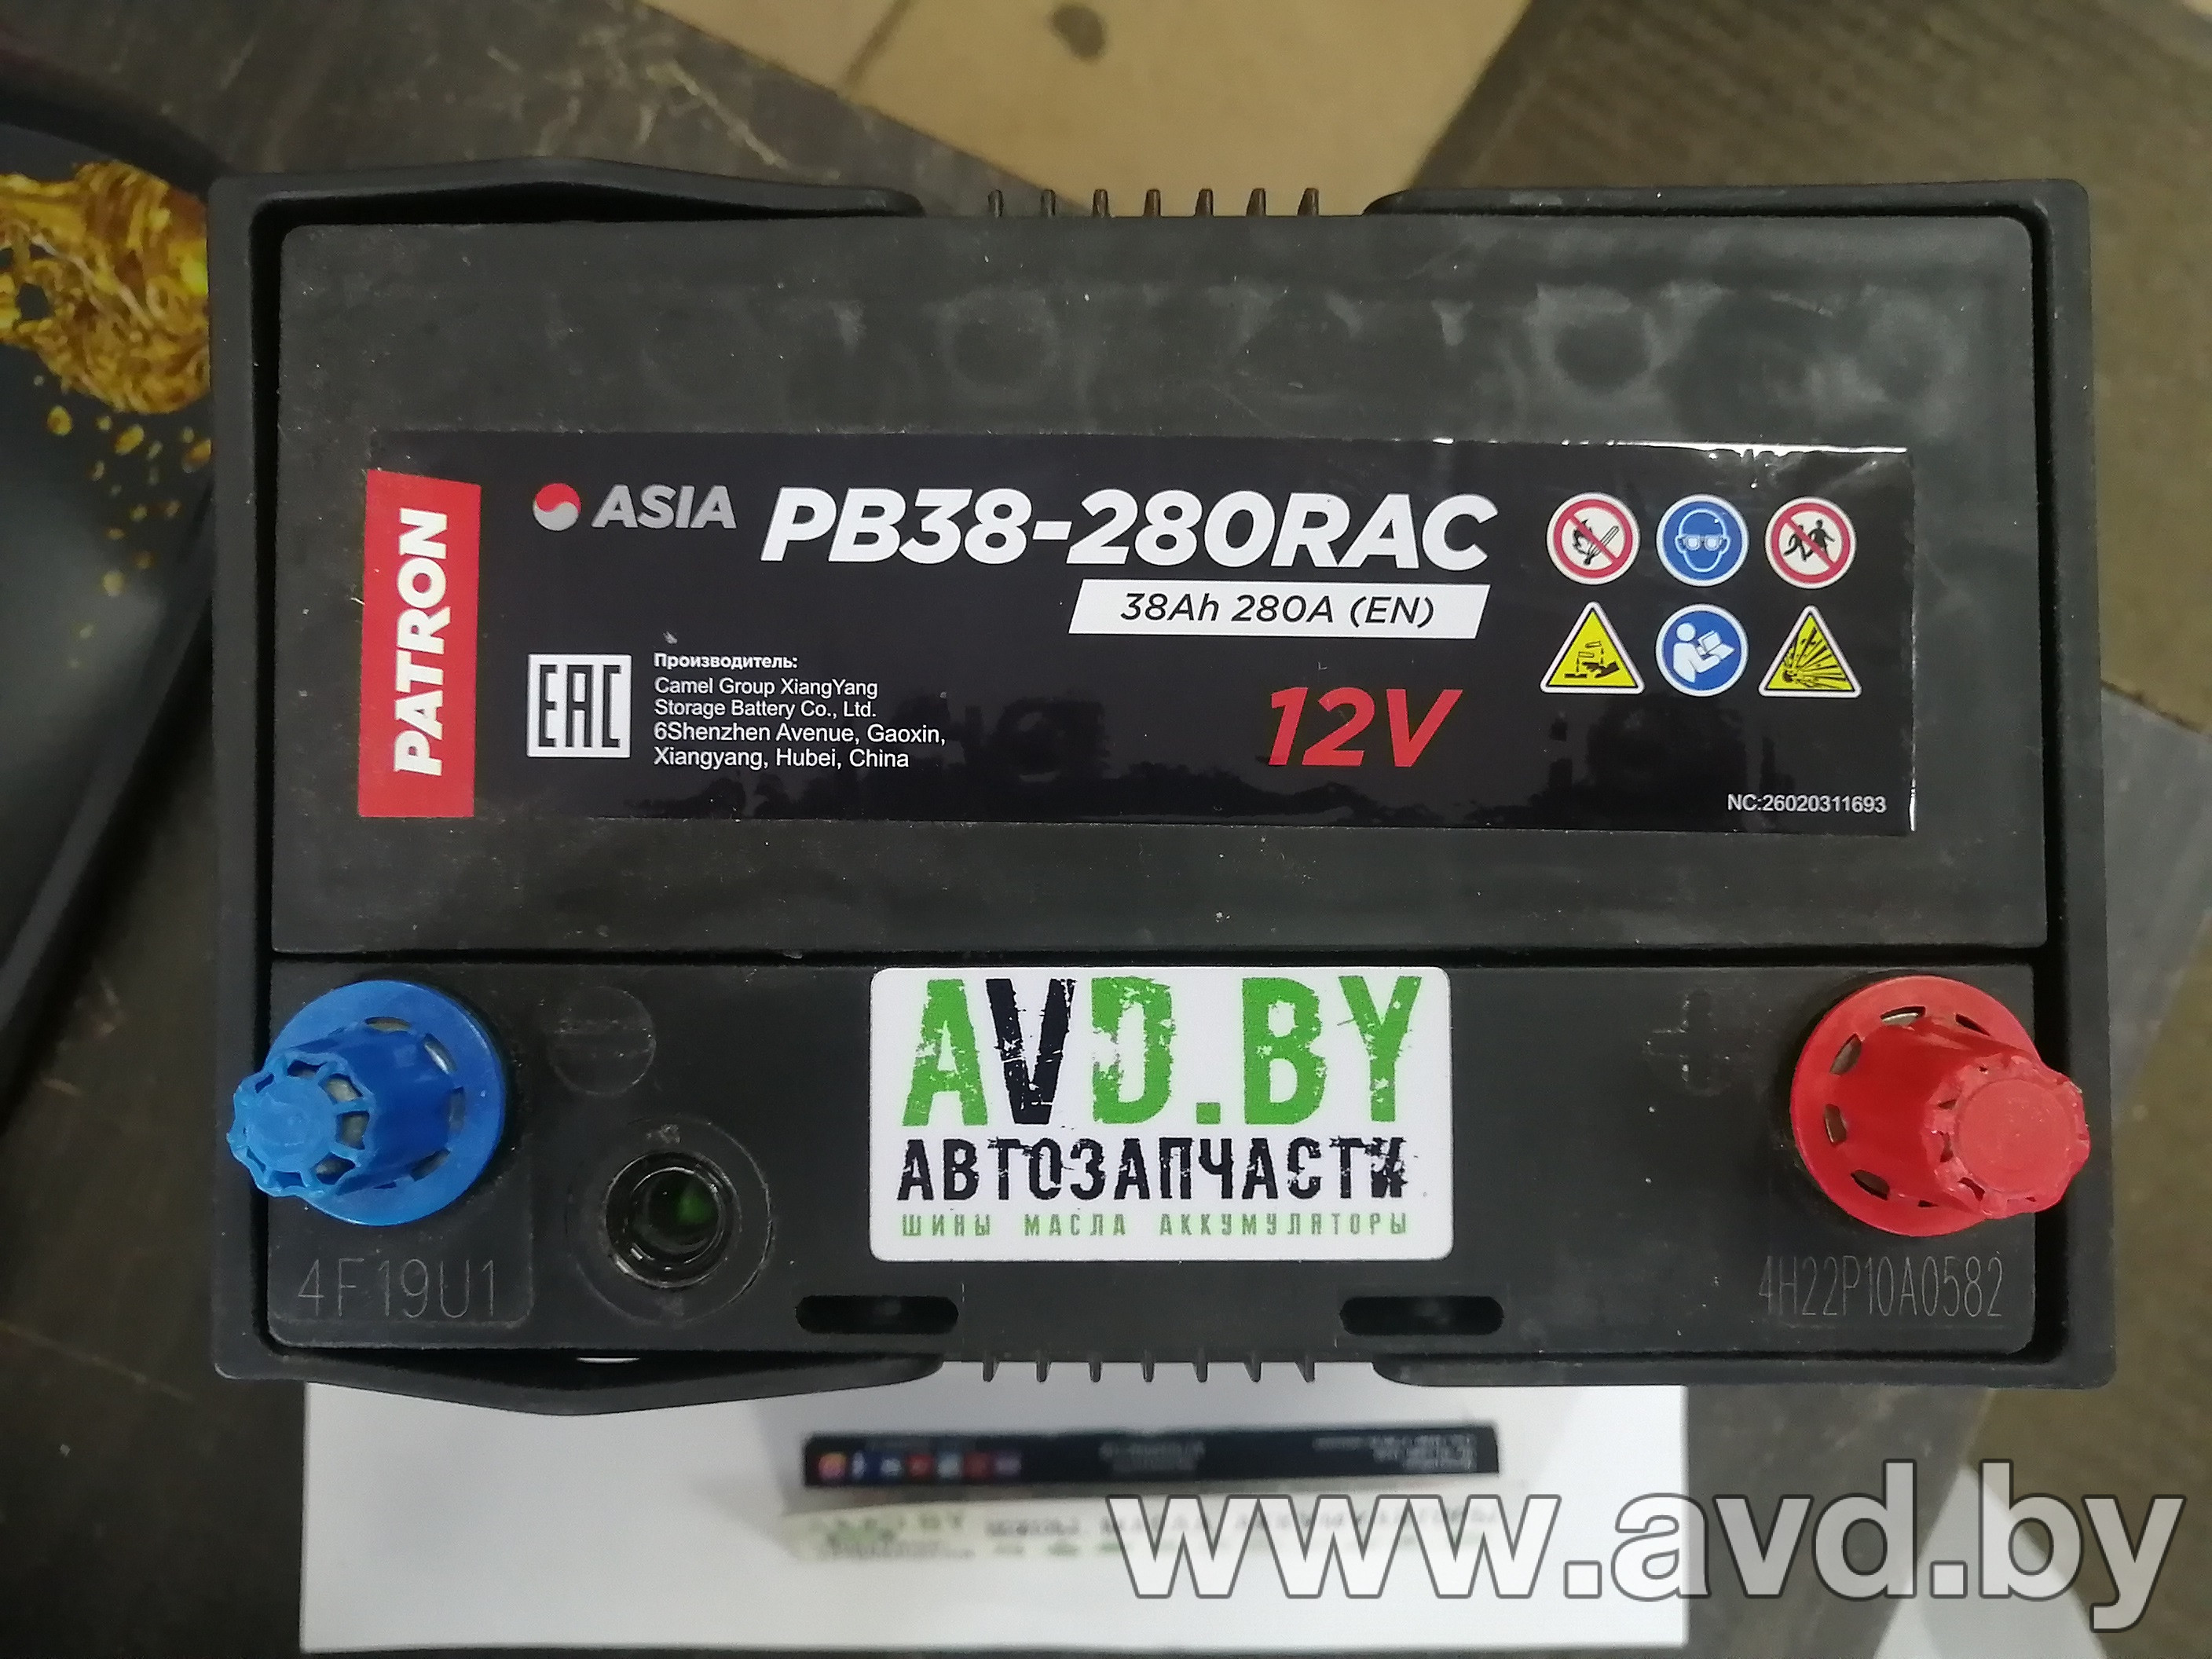 PATRON
ASIA PB38-280RAC
38Ah 280A (EN)
EAC
Производитель:
Camel Group XiangYang
Storage Battery Co., Ltd.
6Shenzhen Avenue, Gaoxin,
Xiangyang, Hubei, China
12V
NC:26020311693
AVD.BY
АВТОЗАПЧАСТИ
ШИНЫ МАСЛА АККУМУЛЯТОРЫ
4F19U1
4H22P10A0582
www.avd.by